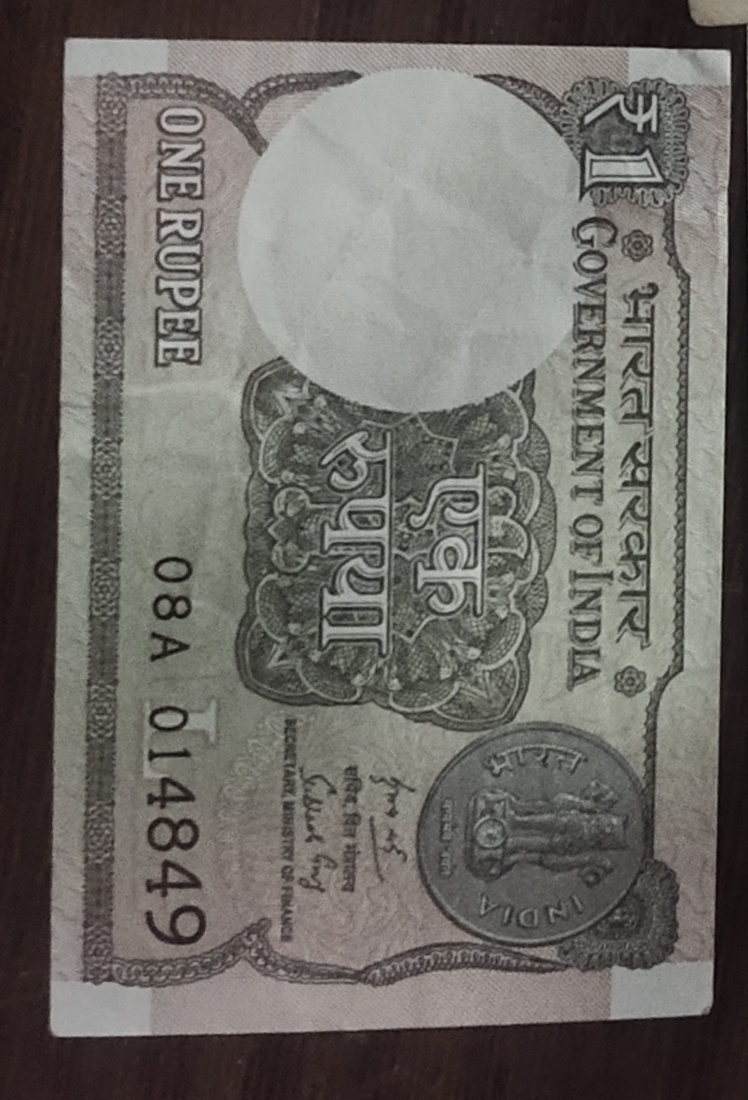 ₹1
भारत सरकार
GOVERNMENT OF INDIA
भारत
INDIA
एक
रुपया
सचिव, वित्त मंत्रालय
SECRETARY, MINISTRY OF FINANCE
ONE RUPEE
L
08A 014849